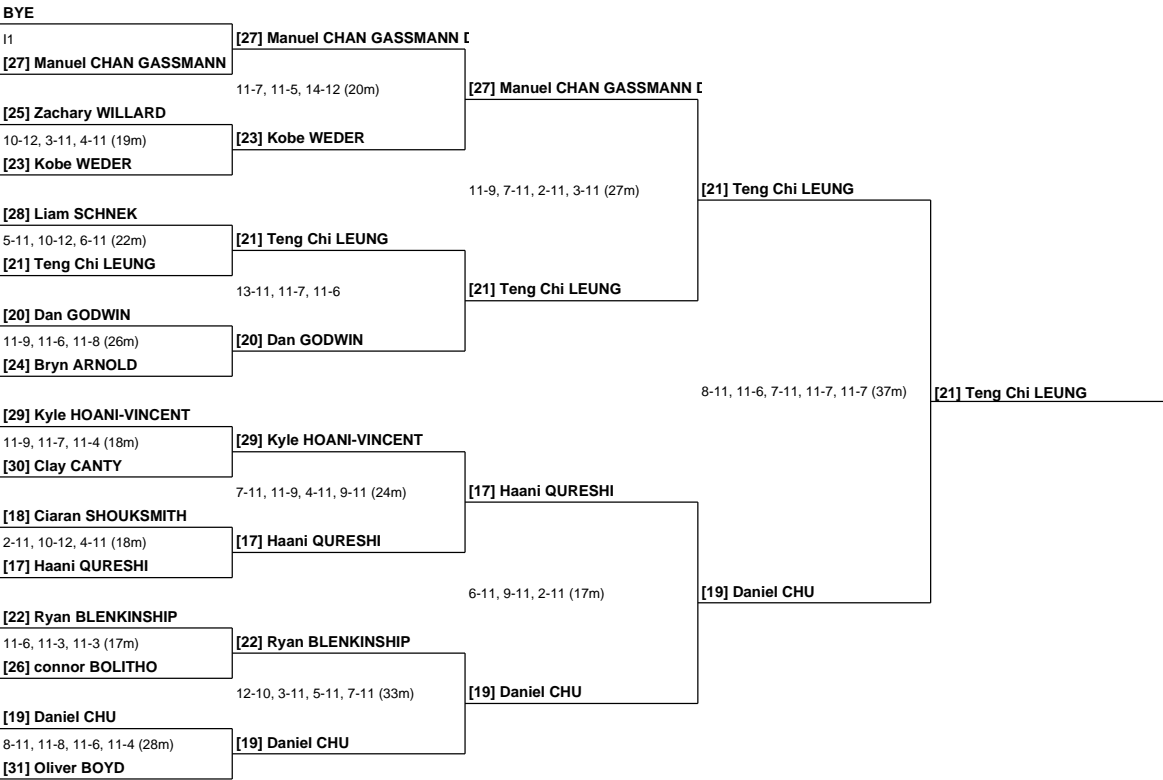 BYE
I1
[27] Manuel CHAN GASSMANN
[25] Zachary WILLARD
10-12, 3-11, 4-11 (19m)
[23] Kobe WEDER
[28] Liam SCHNEK
5-11, 10-12, 6-11 (22m)
[21] Teng Chi LEUNG
[20] Dan GODWIN
11-9, 11-6, 11-8 (26m)
[24] Bryn ARNOLD
[29] Kyle HOANI-VINCENT
11-9, 11-7, 11-4 (18m)
[30] Clay CANTY
[18] Ciaran SHOUKSMITH
2-11, 10-12, 4-11 (18m)
[17] Haani QURESHI
[22] Ryan BLENKINSHIP
11-6, 11-3, 11-3 (17m)
[26] connor BOLITHO
[19] Daniel CHU
8-11, 11-8, 11-6, 11-4 (28m)
[31] Oliver BOYD
[27] Manuel CHAN GASSMANN
11-7, 11-5, 14-12 (20m)
[23] Kobe WEDER
[21] Teng Chi LEUNG
13-11, 11-7, 11-6
[20] Dan GODWIN
[29] Kyle HOANI-VINCENT
7-11, 11-9, 4-11, 9-11 (24m)
[17] Haani QURESHI
[22] Ryan BLENKINSHIP
12-10, 3-11, 5-11, 7-11 (33m)
[19] Daniel CHU
[27] Manuel CHAN GASSMANN
11-9, 7-11, 2-11, 3-11 (27m)
[21] Teng Chi LEUNG
[17] Haani QURESHI
6-11, 9-11, 2-11 (17m)
[19] Daniel CHU
[21] Teng Chi LEUNG
8-11, 11-6, 7-11, 11-7, 11-7 (37m)
[19] Daniel CHU
[21] Teng Chi LEUNG